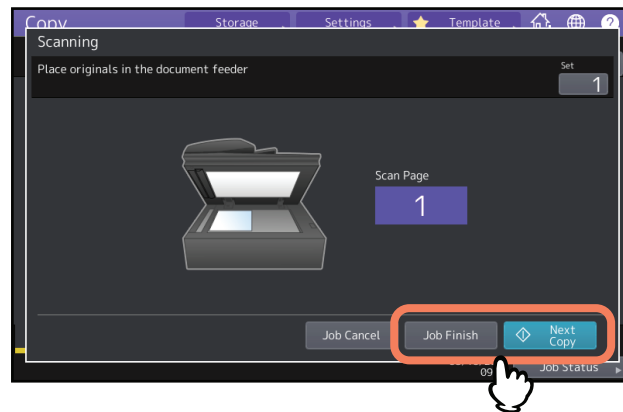 Copy Storage Settings Template ?
Scanning
Place originals in the document feeder
Set
1
Scan Page
1
Job Cancel Job Finish Next
Copy
09
Job Status